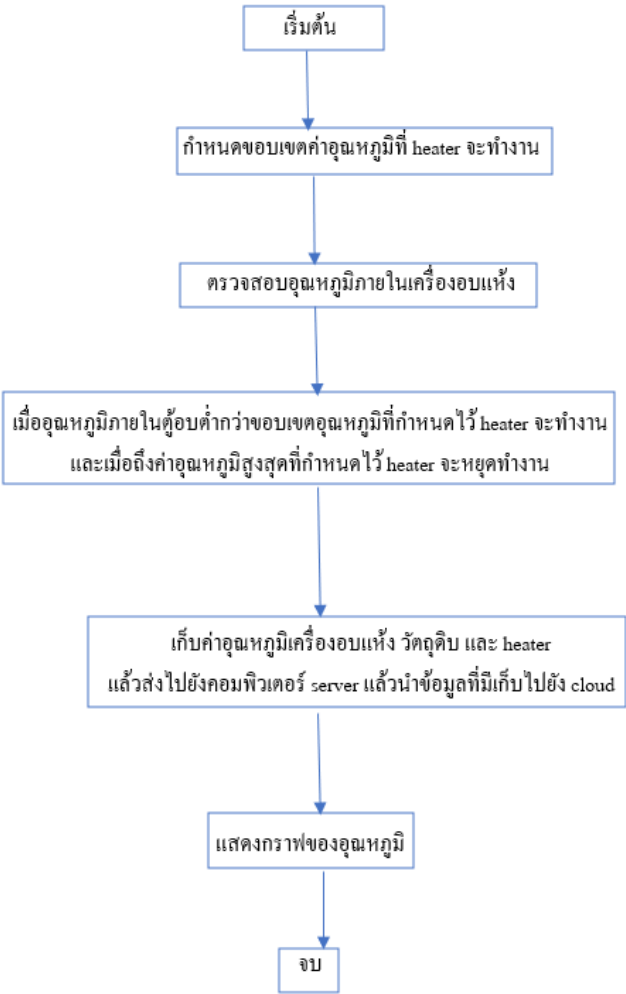 เริ่มต้น
กำหนดขอบเขตค่าอุณหภูมิที่ heater จะทำงาน
ตรวจสอบอุณหภูมิภายในเครื่องอบแห้ง
เมื่ออุณหภูมิภายในตู้อบต่ำกว่าขอบเขตอุณหภูมิที่กำหนดไว้ heater จะทำงาน
และเมื่อถึงค่าอุณหภูมิสูงสุดที่กำหนดไว้ heater จะหยุดทำงาน
เก็บค่าอุณหภูมิเครื่องอบแห้ง วัตถุดิบ และ heater
แล้วส่งไปยังคอมพิวเตอร์ server แล้วนำข้อมูลที่มีเก็บไปยัง cloud
แสดงกราฟของอุณหภูมิ
จบ